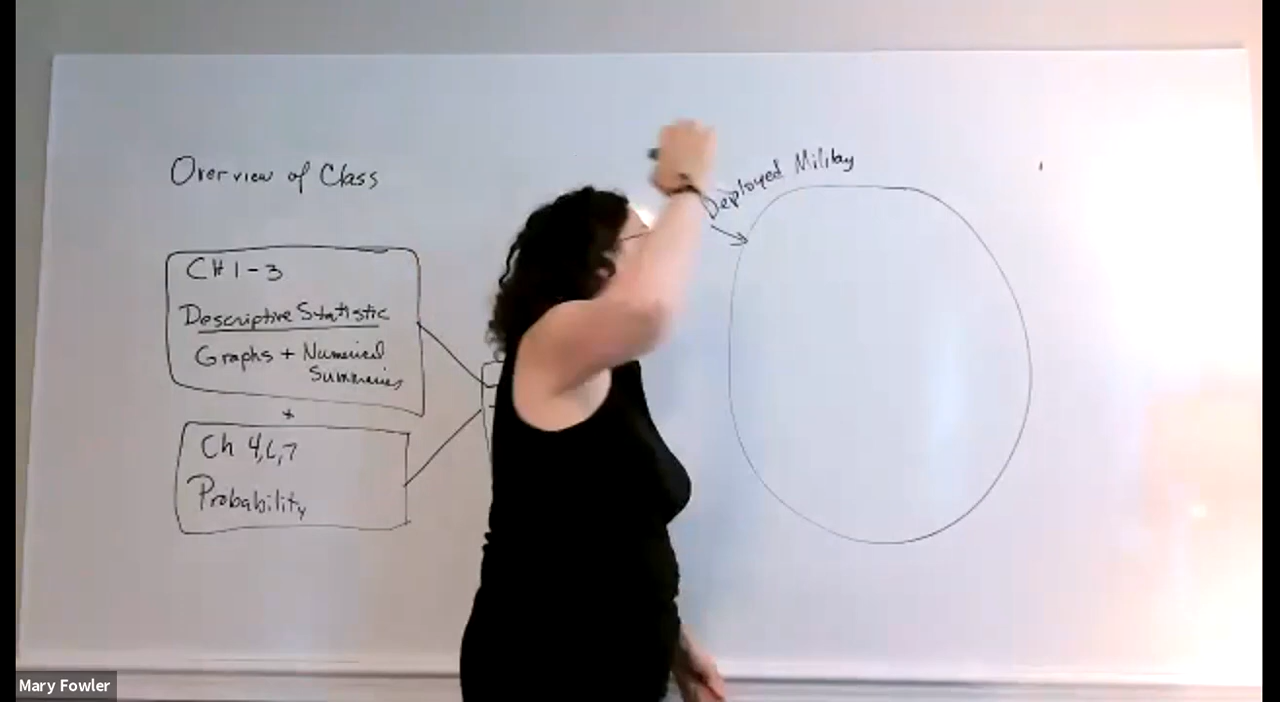 Overview of Class
CH 1-3
Descriptive Statistic
Graphs + Numerical
Summaries
+
Ch 4,6,7
Probability
Deployed Military
Mary Fowler